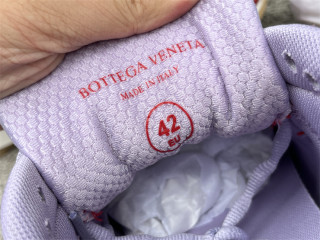 BOTTEGA VENETA
MADE IN ITALY
42
EU